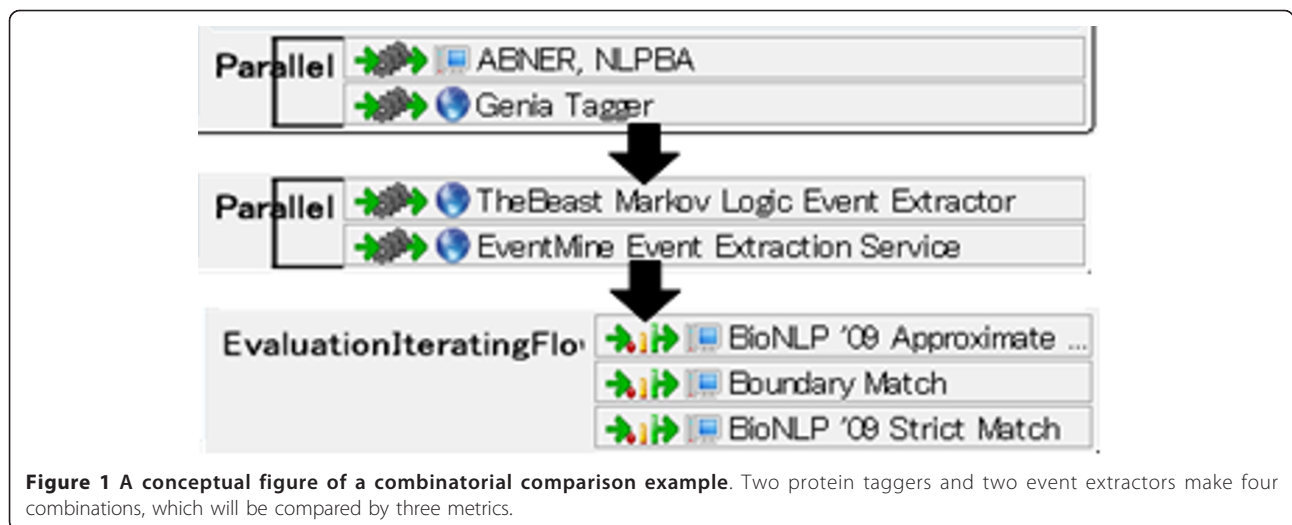 Parallel
ABNER, NLPBA
Genia Tagger
Parallel
TheBeast Markov Logic Event Extractor
EventMine Event Extraction Service
EvaluationIteratingFlo
BioNLP '09 Approximate ...
Boundary Match
BioNLP '09 Strict Match
Figure 1 A conceptual figure of a combinatorial comparison example. Two protein taggers and two event extractors make four
combinations, which will be compared by three metrics.